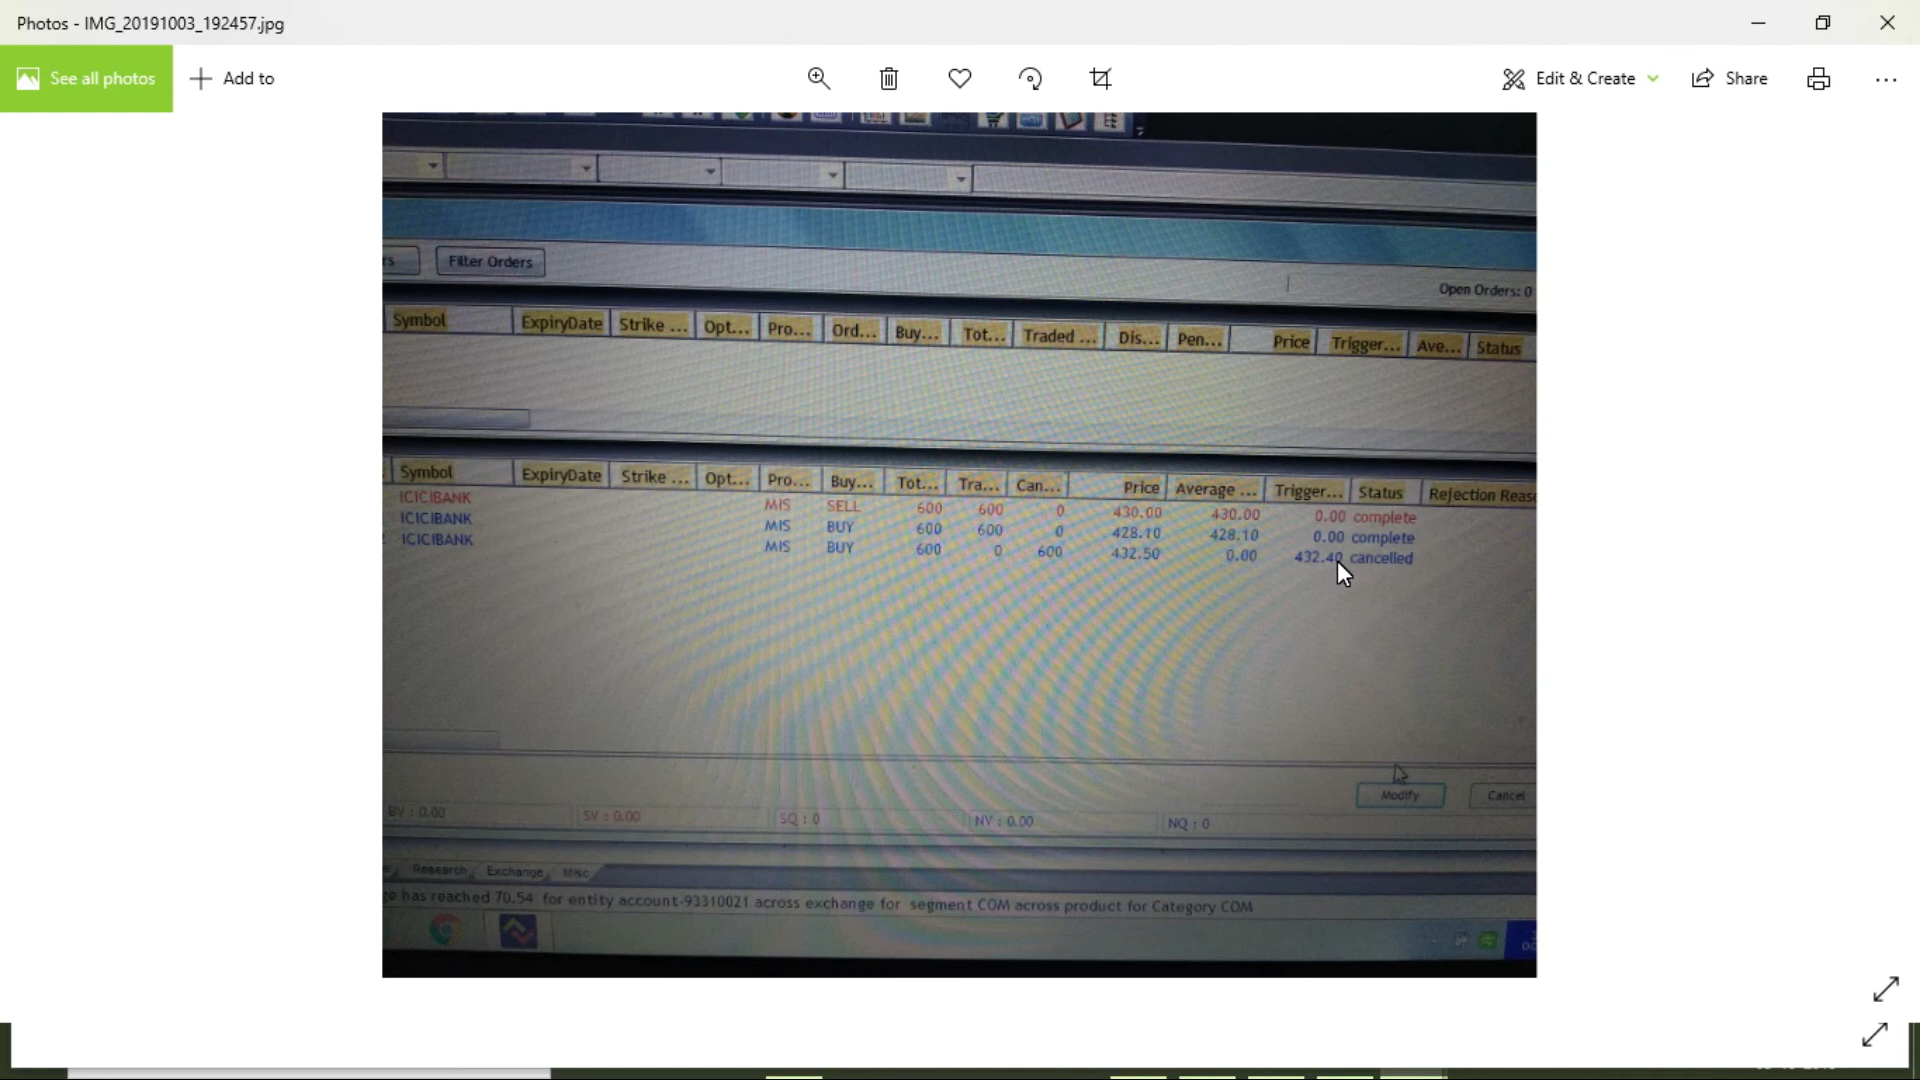 Photos - IMG_20191003_192457.jpg
See all photos
Add to
Edit & Create
Share
Filter Orders
Open Orders: 0
Symbol ExpiryDate Strike ... Opt... Pro... Ord... Buy... Tot... Traded ... Dis... Pen... Price Trigger... Ave... Status
Symbol ExpiryDate Strike ... Opt... Pro... Buy... Tot... Tra... Can... Price Average ... Trigger... Status Rejection Reas
ICICIBANK MIS SELL 600 600 0 430.00 430.00 0.00 complete
ICICIBANK MIS BUY 600 600 0 428.10 428.10 0.00 complete
ICICIBANK MIS BUY 600 0 600 432.50 0.00 432.40 cancelled
Modify Cancel
BV : 0.00 SV : 0.00 SQ : 0 NV : 0.00 NQ : 0
Research Exchange Misc
ge has reached 70.54 for entity account-93310021 across exchange for segment COM across product for Category COM